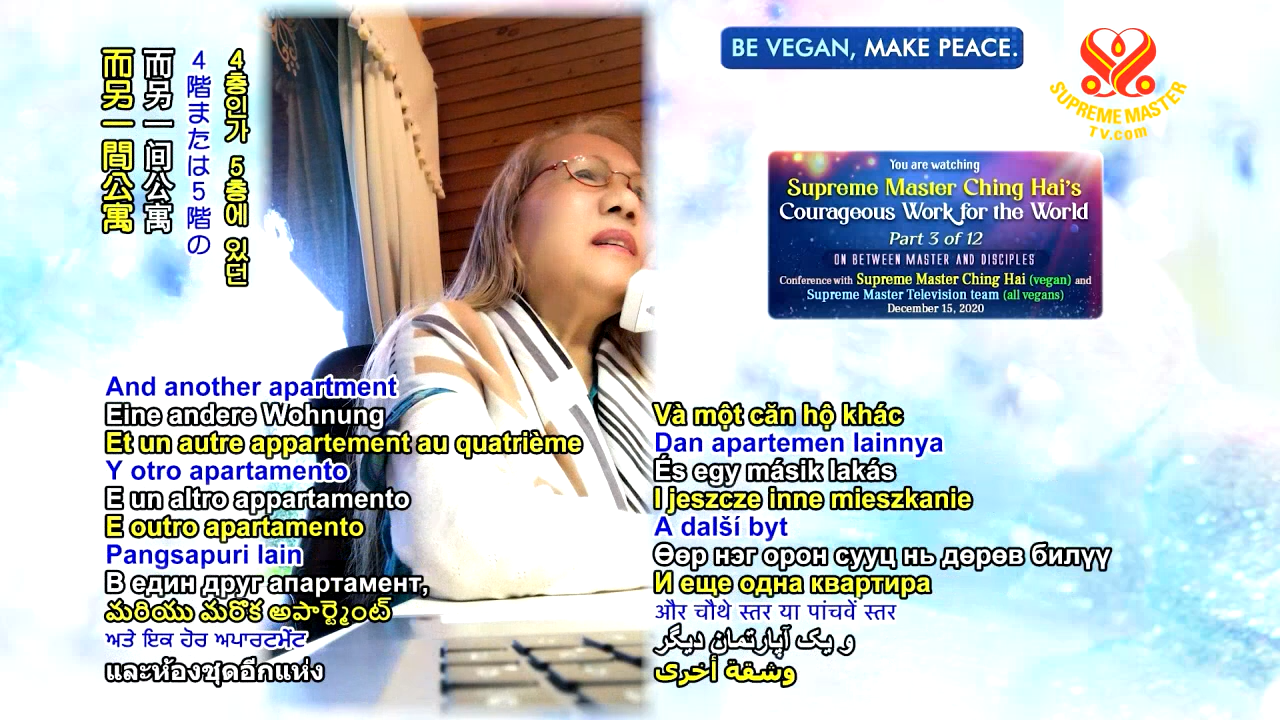 BE VEGAN, MAKE PEACE.
SUPREME MASTER
TV.com
You are watching
Supreme Master Ching Hai's
Courageous Work for the World
Part 3 of 12
ON BETWEEN MASTER AND DISCIPLES
Conference with Supreme Master Ching Hai (vegan) and
Supreme Master Television team (all vegans)
December 15, 2020
4층인가 5층에 있던
4階または5階の
而另一间公寓
而另一間公寓
And another apartment
Eine andere Wohnung
Et un autre appartement au quatrième
Y otro apartamento
E un altro appartamento
E outro apartamento
Pangsapuri lain
В един друг апартамент,
మరియు మరొక అపార్ట్మెంట్
ਅਤੇ ਇਕ ਹੋਰ ਅਪਾਰਟਮੈਂਟ
และห้องชุดอีกแห่ง
Và một căn hộ khác
Dan apartemen lainnya
És egy másik lakás
I jeszcze inne mieszkanie
A další byt
Өөр нэг орон сууц нь дөрөв билүү
И еще одна квартира
और चौथे स्तर या पांचवें स्तर
و یک آپارتمان دیگر
وشقة أخرى